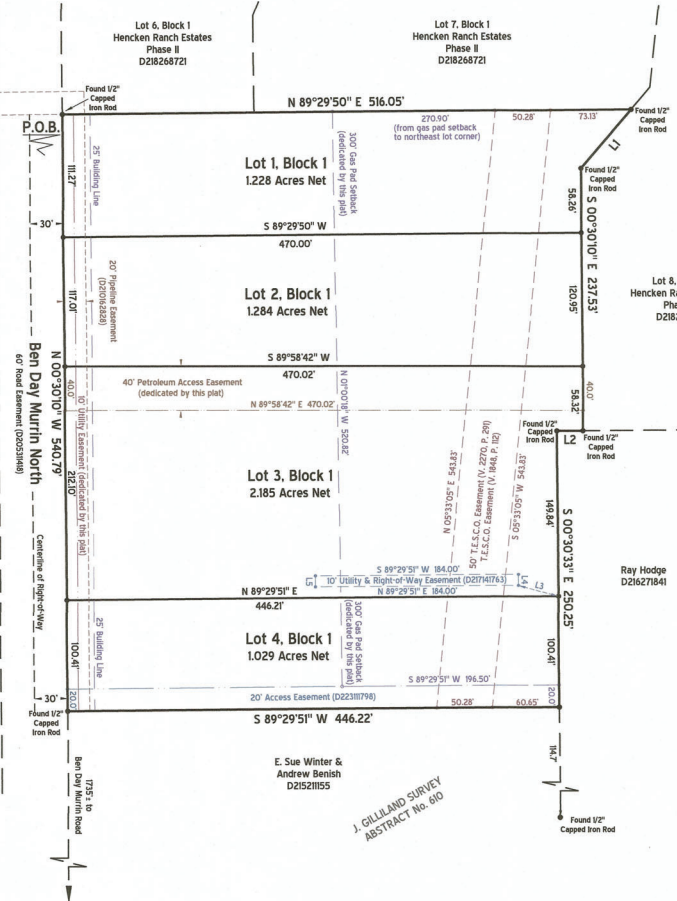 Lot 6, Block 1
Hencken Ranch Estates
Phase II
D218268721
Lot 7, Block 1
Hencken Ranch Estates
Phase II
D218268721
Found 1/2"
Capped
Iron Rod
N 89°29'50" E 516.05'
Found 1/2"
Capped
Iron Rod
P.O.B.
270.90'
(from gas pad setback
to northeast lot corner)
50.28'
73.13'
L1
25' Building Line
111.27'
300' Gas Pad Setback
(dedicated by this plat)
Lot 1, Block 1
1.228 Acres Net
Found 1/2"
Capped
Iron Rod
58.26'
S 00°30'10" E 237.53'
30'
S 89°29'50" W
470.00'
20' Pipeline Easement
(D210162828)
117.01'
Lot 2, Block 1
1.284 Acres Net
120.95'
Lot 8,
Hencken Ra
Pha
D218
S 89°58'42" W
470.02'
Ben Day Murrin North
60' Road Easement (D205311148)
N 00°30'10" W 540.79'
40.0'
40' Petroleum Access Easement
(dedicated by this plat)
N 89°58'42" E 470.02'
N 01°00'18" W 520.82'
58.32'
40.0'
Found 1/2"
Capped
Iron Rod
L2
Found 1/2"
Capped
Iron Rod
10' Utility Easement (dedicated by this plat)
212.10'
Lot 3, Block 1
2.185 Acres Net
N 05°33'05" E 543.83'
50' T.E.S.C.O. Easement (V. 2270, P. 291)
T.E.S.C.O. Easement (V. 1848, P. 112)
S 05°33'05" W 543.83'
149.84'
S 00°30'33" E 250.25'
Ray Hodge
D216271841
Centerline of Right-of-Way
S 89°29'51" W 184.00'
L5
10' Utility & Right-of-Way Easement (D217141763)
L4
L3
N 89°29'51" E 184.00'
N 89°29'51" E
446.21'
300' Gas Pad Setback
(dedicated by this plat)
Lot 4, Block 1
1.029 Acres Net
100.41'
25' Building Line
100.41'
S 89°29'51" W 196.50'
30'
20.0'
20' Access Easement (D223111798)
50.28'
60.65'
20.0'
Found 1/2"
Capped
Iron Rod
S 89°29'51" W 446.22'
E. Sue Winter &
Andrew Benish
D215211155
114.7'
1735'± to
Ben Day Murrin Road
J. GILLILAND SURVEY
ABSTRACT No. 610
Found 1/2"
Capped Iron Rod